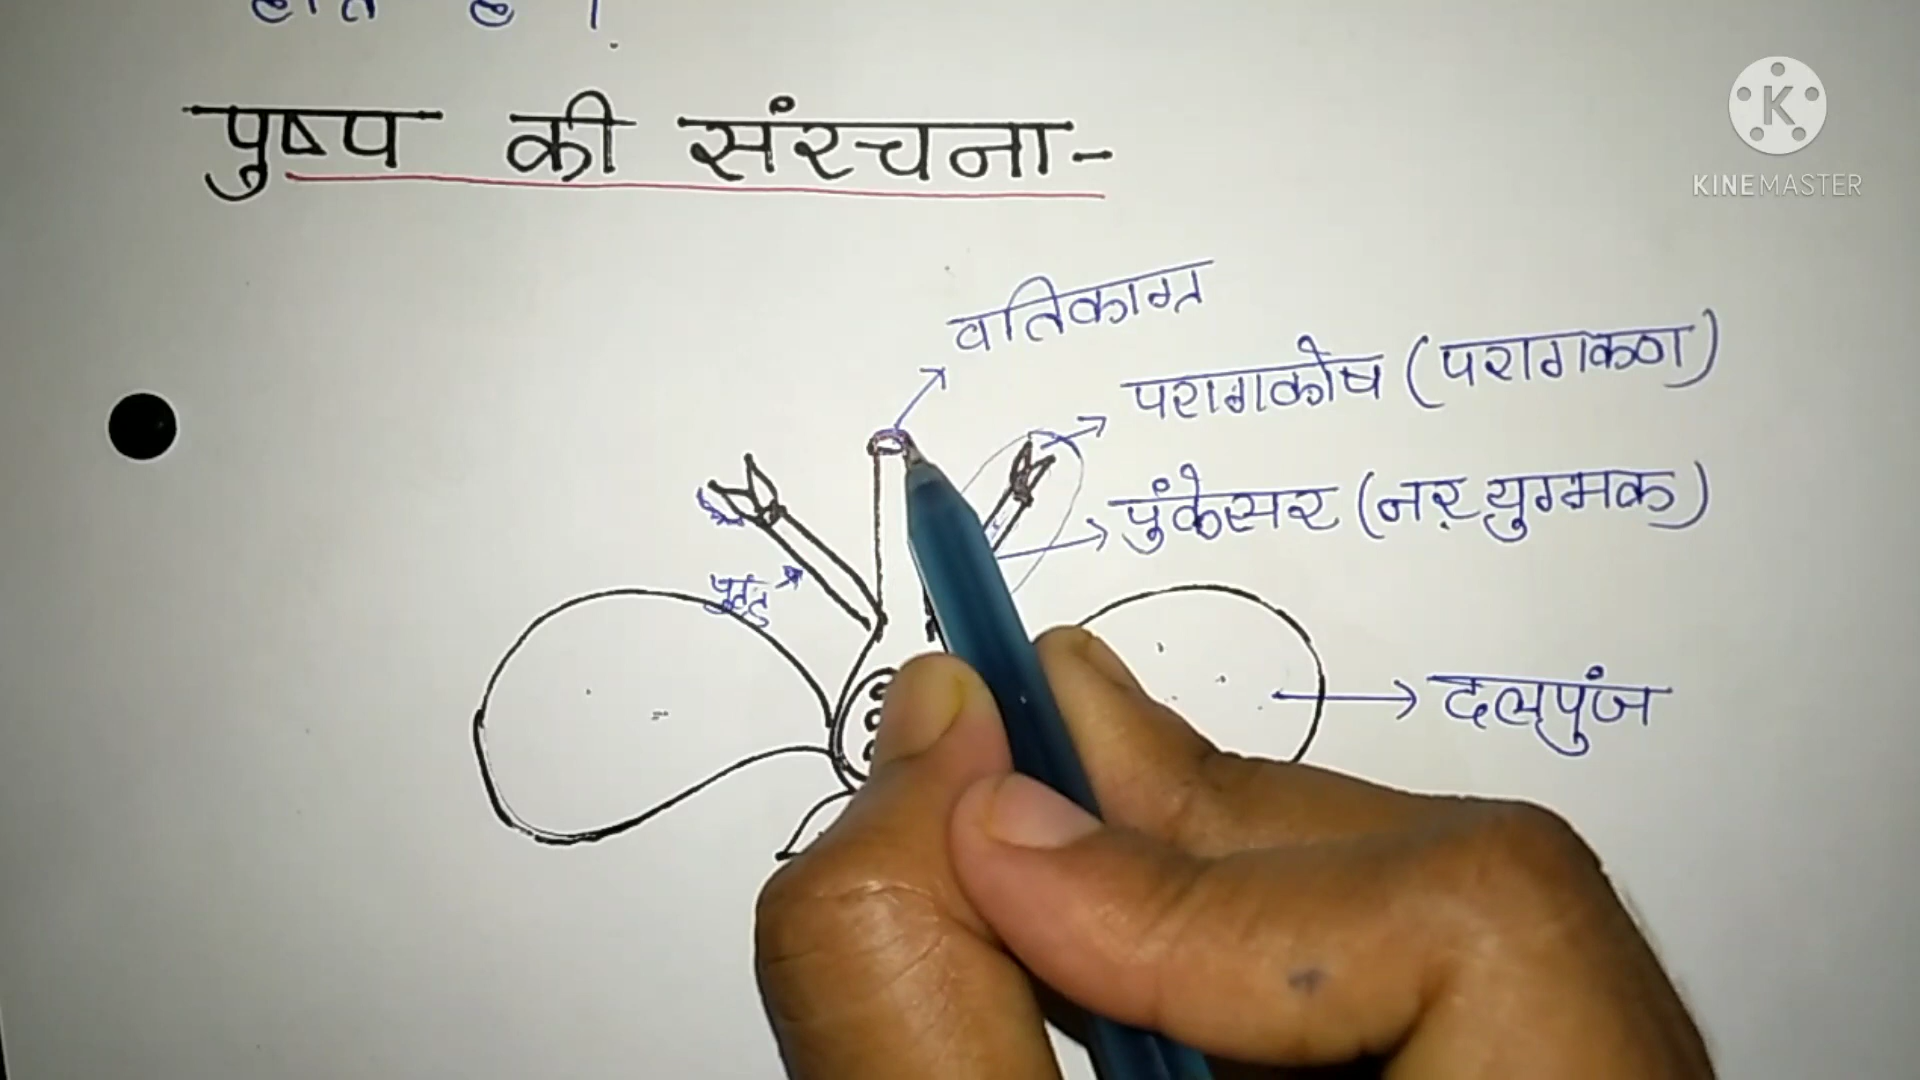 होते हैं।
पुष्प की संरचना-
वर्तिकाग्र
परागकोष (परागकण)
पुंकेसर (नर युग्मक)
दलपुंज
K
KINEMASTER